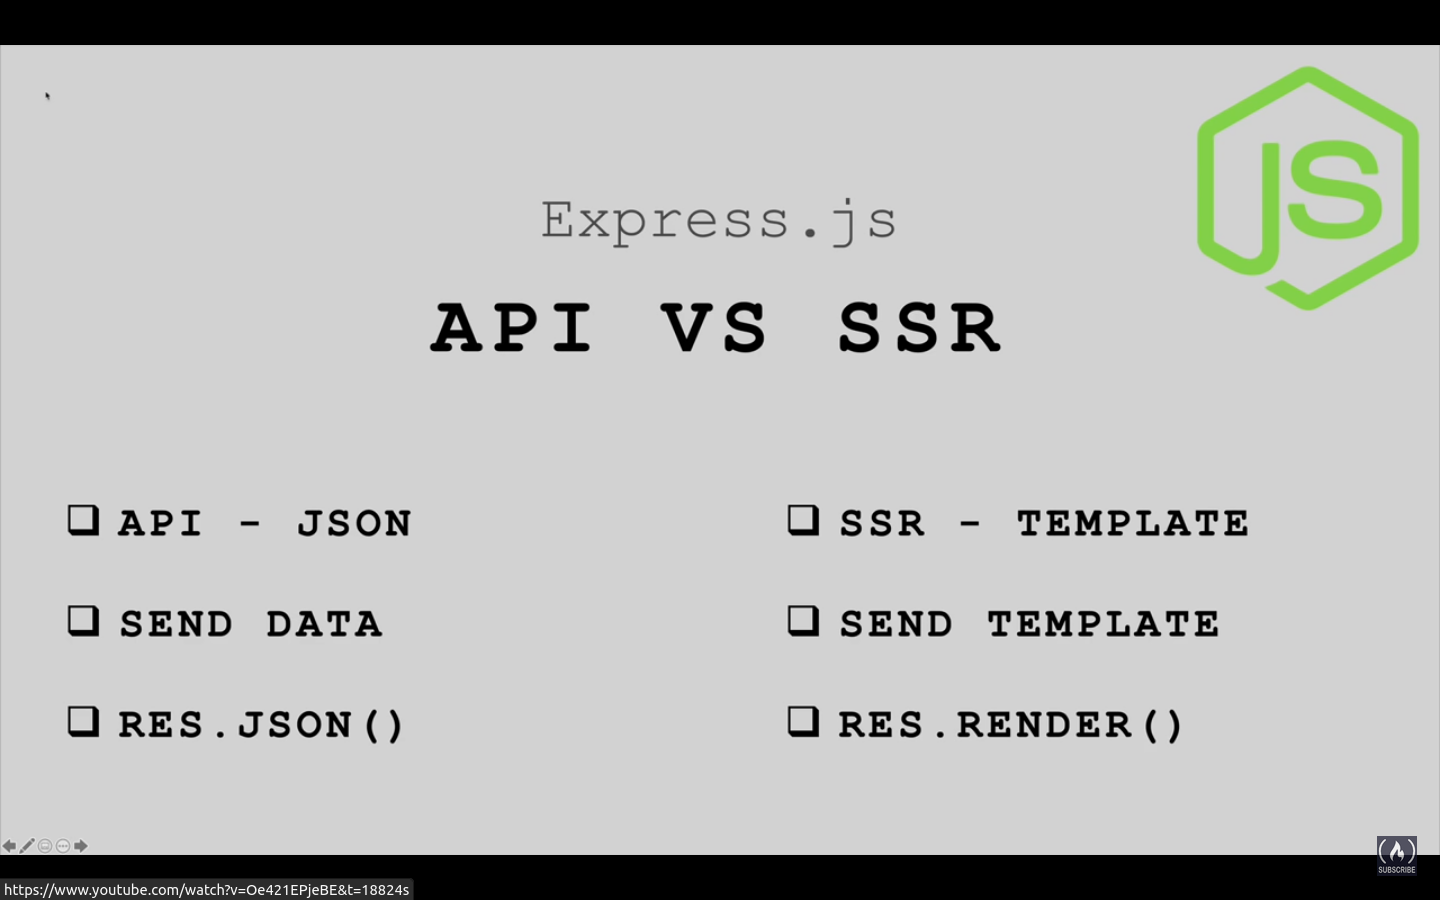 JS
Express.js
API VS SSR
❑ API - JSON
❑ SEND DATA
❑ RES.JSON()
❑ SSR - TEMPLATE
❑ SEND TEMPLATE
❑ RES.RENDER()
SUBSCRIBE
https://www.youtube.com/watch?v=Oe421EPjeBE&t=18824s